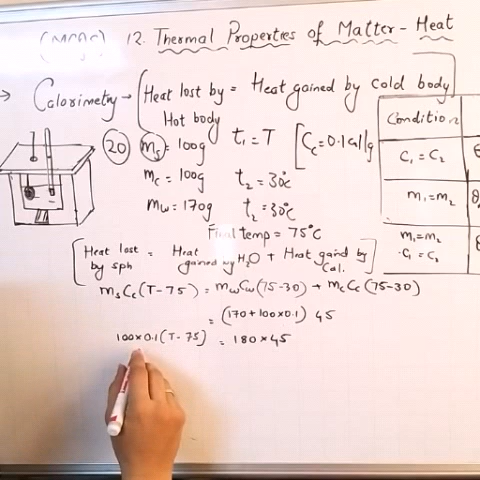 (MCQs) 12. Thermal Properties of Matter - Heat
→ Calorimetry → Heat lost by = Heat gained by cold body
Hot body
20 ms = 100g t₁ = T [Cc = 0.1 cal/g
mc = 100g t₂ = 30°c
mw = 170g t₂ = 30°c
Final temp = 75°C
[Heat lost = Heat + Heat gaind by]
by sph gained by H₂O Cal.
msCc(T-75) = mwCw(75-30) + mcCc(75-30)
= (170+100×0.1) 45
100×0.1(T-75) = 180×45
Condition
C₁ = C₂
m₁=m₂
m₁=m₂
C₁ = C₂